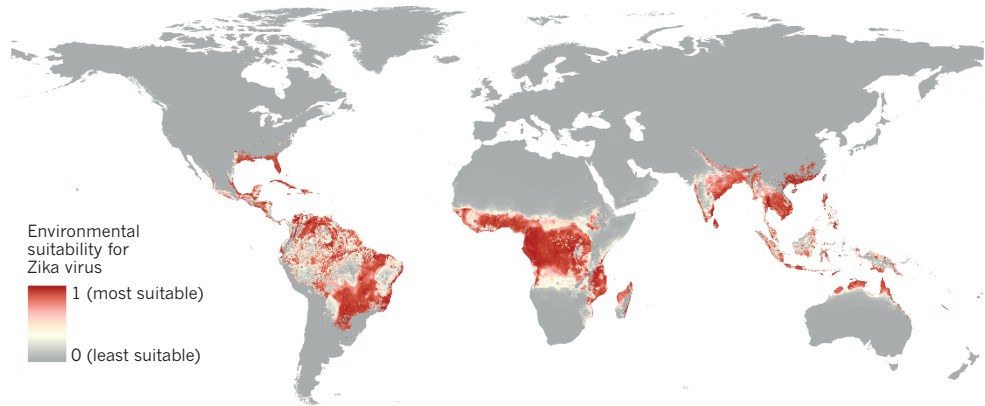 Environmental
suitability for
Zika virus
1 (most suitable)
0 (least suitable)